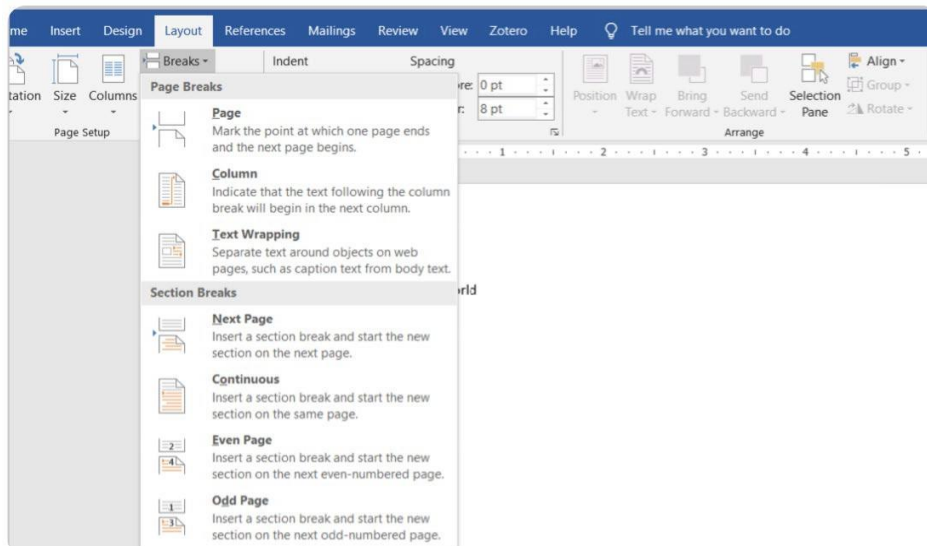 me Insert Design Layout References Mailings Review View Zotero Help Tell me what you want to do
Breaks Indent Spacing Align
tation Size Columns re: 0 pt Position Wrap Bring Send Selection Group
r: 8 pt Text Forward Backward Pane Rotate
Page Setup Arrange
1 2 3 4 5
Page Breaks
Page
Mark the point at which one page ends
and the next page begins.
Column
Indicate that the text following the column
break will begin in the next column.
Text Wrapping
Separate text around objects on web
pages, such as caption text from body text.
Section Breaks
orld
Next Page
Insert a section break and start the new
section on the next page.
Continuous
Insert a section break and start the new
section on the same page.
Even Page
2
Insert a section break and start the new
4
section on the next even-numbered page.
Odd Page
1
Insert a section break and start the new
3
section on the next odd-numbered page.